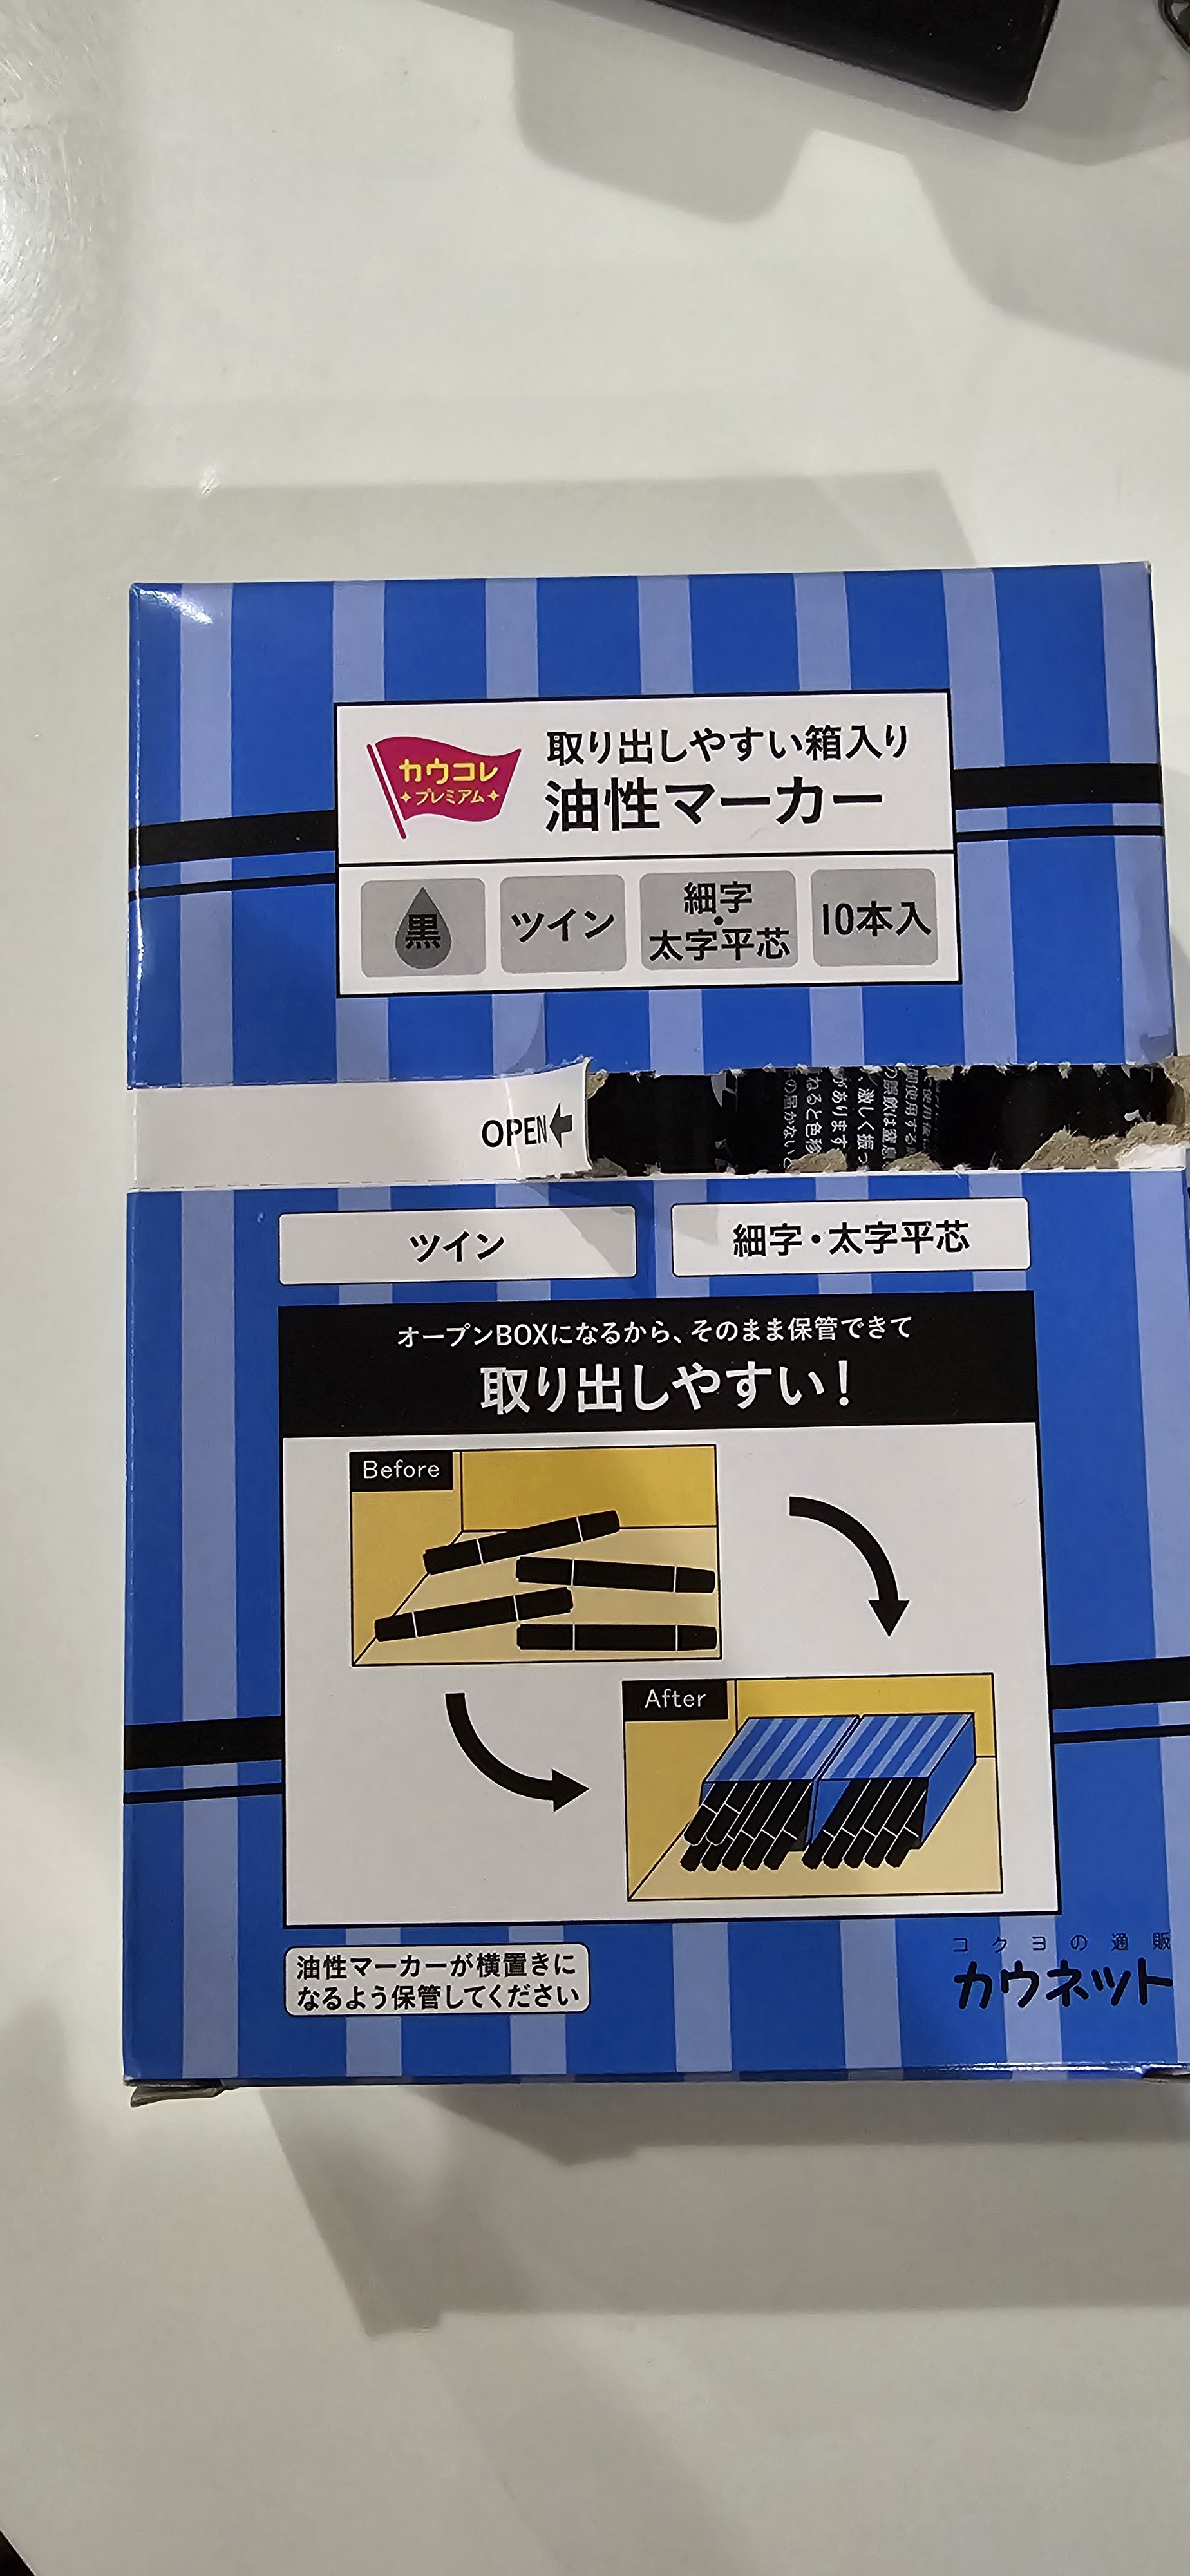 カウコレ
プレミアム
取り出しやすい箱入り
油性マーカー
黒
ツイン
細字
・
太字平芯
10本入
OPEN
ツイン
細字・太字平芯
オープンBOXになるから、そのまま保管できて
取り出しやすい!
Before
After
油性マーカーが横置きに
なるよう保管してください
コクヨの通販
カウネット